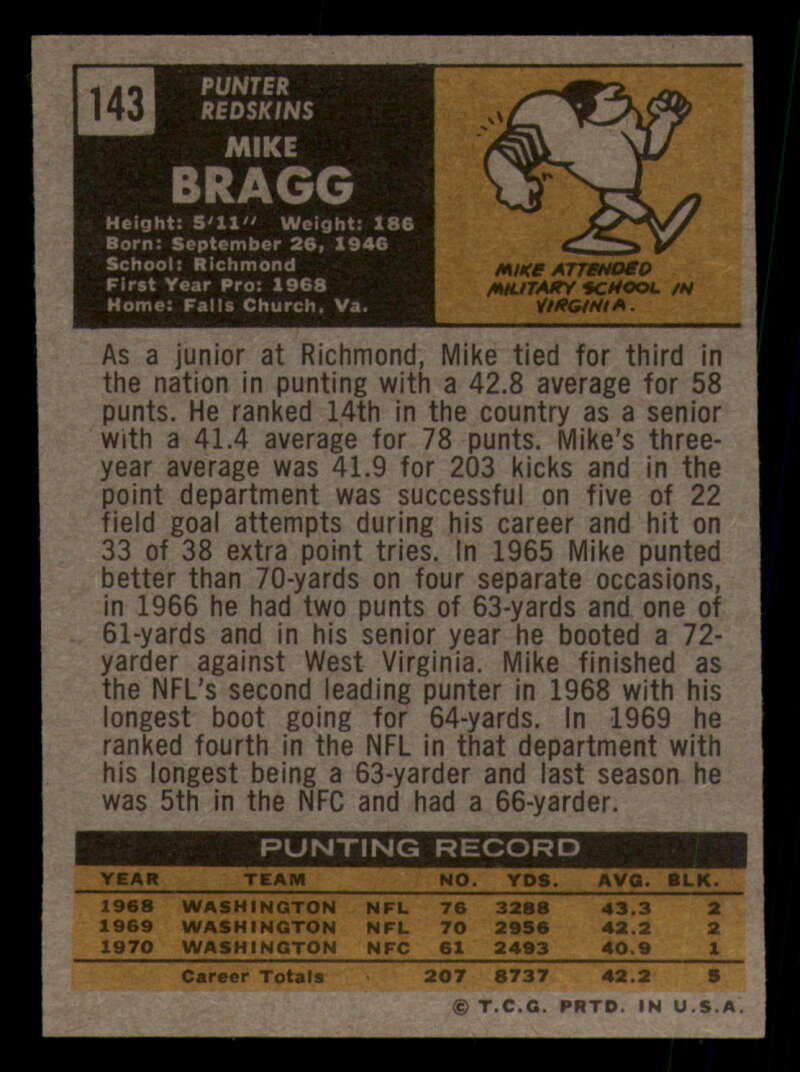 143
PUNTER
REDSKINS
MIKE
BRAGG
Height: 5'11" Weight: 186
Born: September 26, 1946
School: Richmond
First Year Pro: 1968
Home: Falls Church, Va.
MIKE ATTENDED
MILITARY SCHOOL IN
VIRGINIA.
As a junior at Richmond, Mike tied for third in
the nation in punting with a 42.8 average for 58
punts. He ranked 14th in the country as a senior
with a 41.4 average for 78 punts. Mike's three-
year average was 41.9 for 203 kicks and in the
point department was successful on five of 22
field goal attempts during his career and hit on
33 of 38 extra point tries. In 1965 Mike punted
better than 70-yards on four separate occasions,
in 1966 he had two punts of 63-yards and one of
61-yards and in his senior year he booted a 72-
yarder against West Virginia. Mike finished as
the NFL's second leading punter in 1968 with his
longest boot going for 64-yards. In 1969 he
ranked fourth in the NFL in that department with
his longest being a 63-yarder and last season he
was 5th in the NFC and had a 66-yarder.
PUNTING RECORD
YEAR TEAM NO. YDS. AVG. BLK.
1968 WASHINGTON NFL 76 3288 43.3 2
1969 WASHINGTON NFL 70 2956 42.2 2
1970 WASHINGTON NFC 61 2493 40.9 1
Career Totals 207 8737 42.2 5
© T.C.G. PRTD. IN U.S.A.